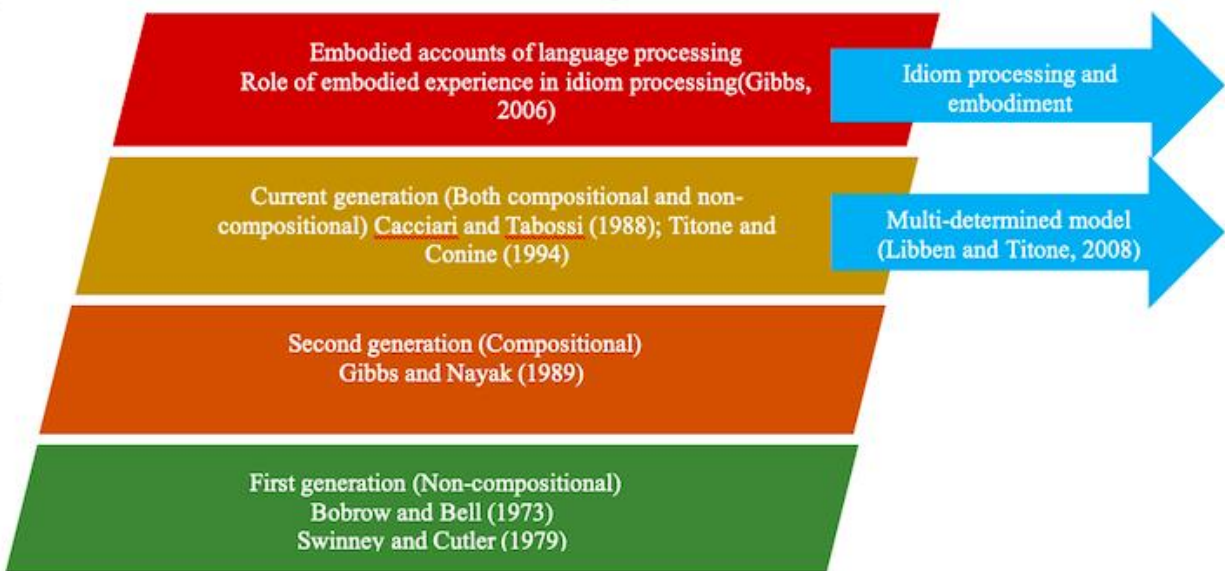 Embodied accounts of language processing
Role of embodied experience in idiom processing(Gibbs,
2006)
Idiom processing and
embodiment
Current generation (Both compositional and non-
compositional) Cacciari and Tabossi (1988); Titone and
Conine (1994)
Multi-determined model
(Libben and Titone, 2008)
Second generation (Compositional)
Gibbs and Nayak (1989)
First generation (Non-compositional)
Bobrow and Bell (1973)
Swinney and Cutler (1979)